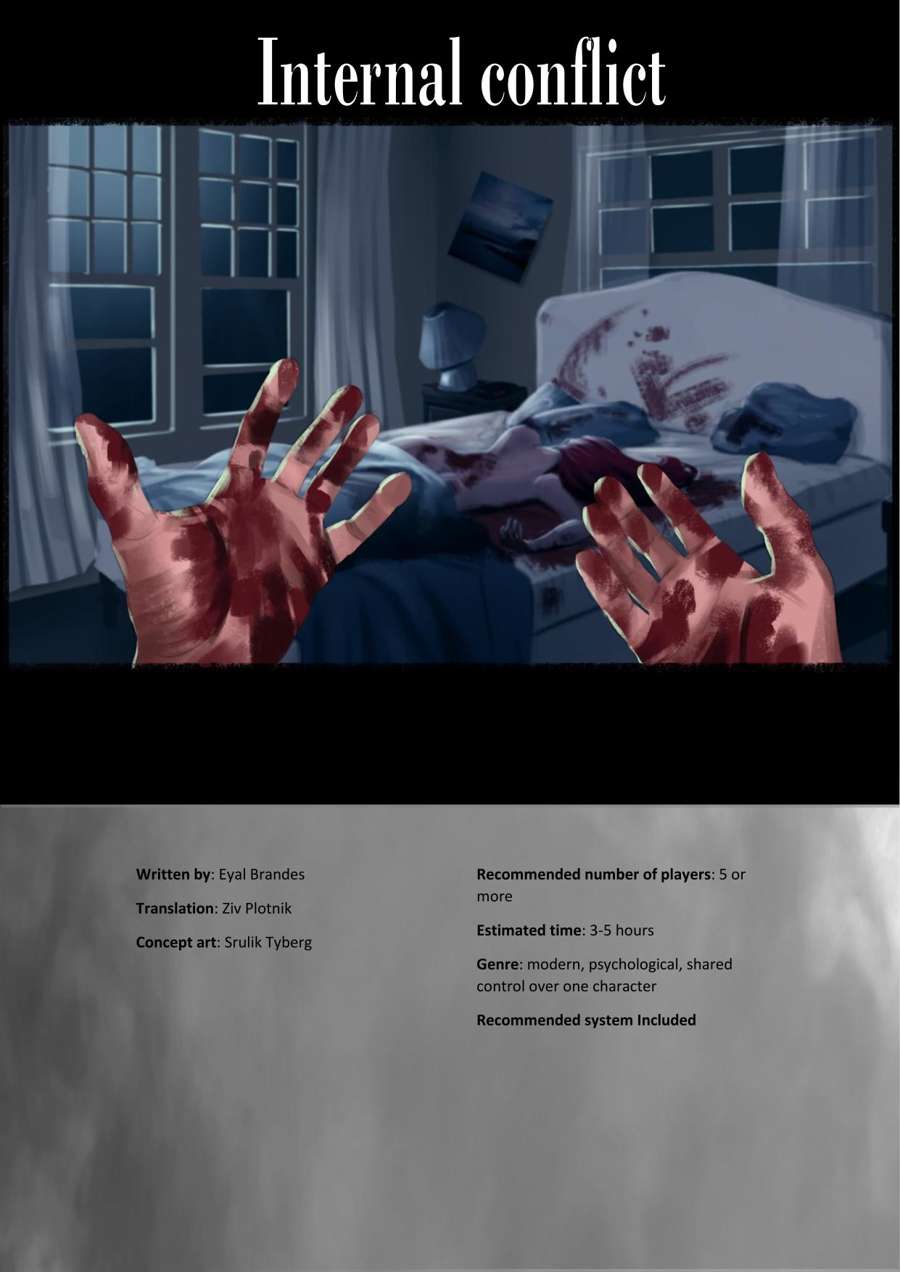 Internal conflict
Written by: Eyal Brandes
Translation: Ziv Plotnik
Concept art: Srulik Tyberg
Recommended number of players: 5 or
more
Estimated time: 3-5 hours
Genre: modern, psychological, shared
control over one character
Recommended system Included